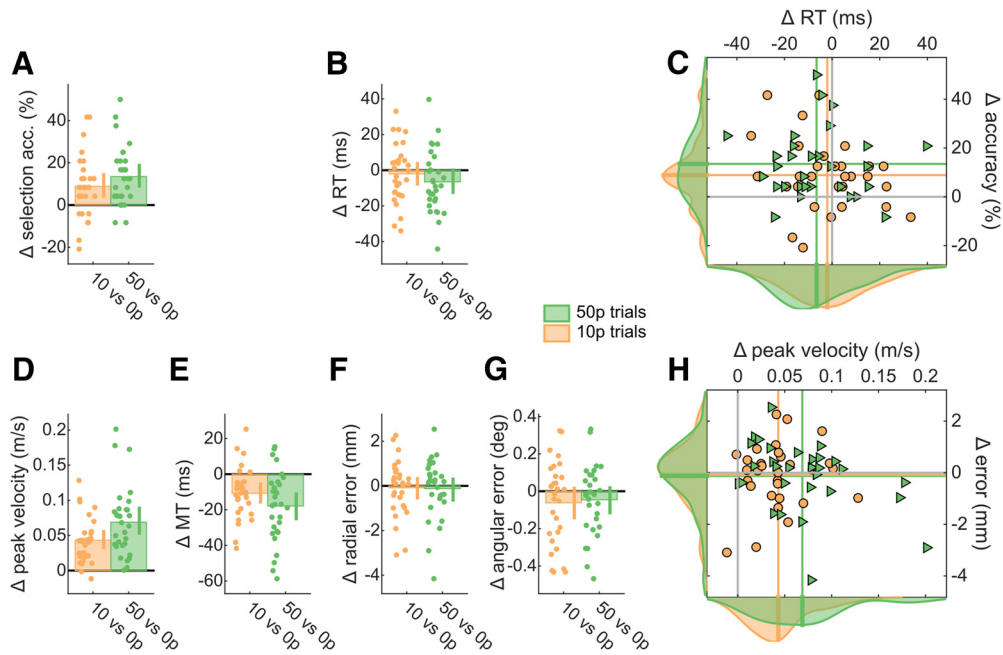 A
Δ selection acc. (%)
40
20
0
-20
10 vs 0p
50 vs 0p
B
Δ RT (ms)
40
20
0
-20
-40
10 vs 0p
50 vs 0p
C
Δ RT (ms)
-40 -20 0 20 40
Δ accuracy (%)
40
20
0
-20
50p trials
10p trials
D
Δ peak velocity (m/s)
0.2
0.15
0.1
0.05
0
10 vs 0p
50 vs 0p
E
Δ MT (ms)
20
0
-20
-40
-60
10 vs 0p
50 vs 0p
F
Δ radial error (mm)
2
0
-2
-4
10 vs 0p
50 vs 0p
G
Δ angular error (deg)
0.4
0.2
0
-0.2
-0.4
10 vs 0p
50 vs 0p
H
Δ peak velocity (m/s)
0 0.05 0.1 0.15 0.2
Δ error (mm)
2
0
-2
-4